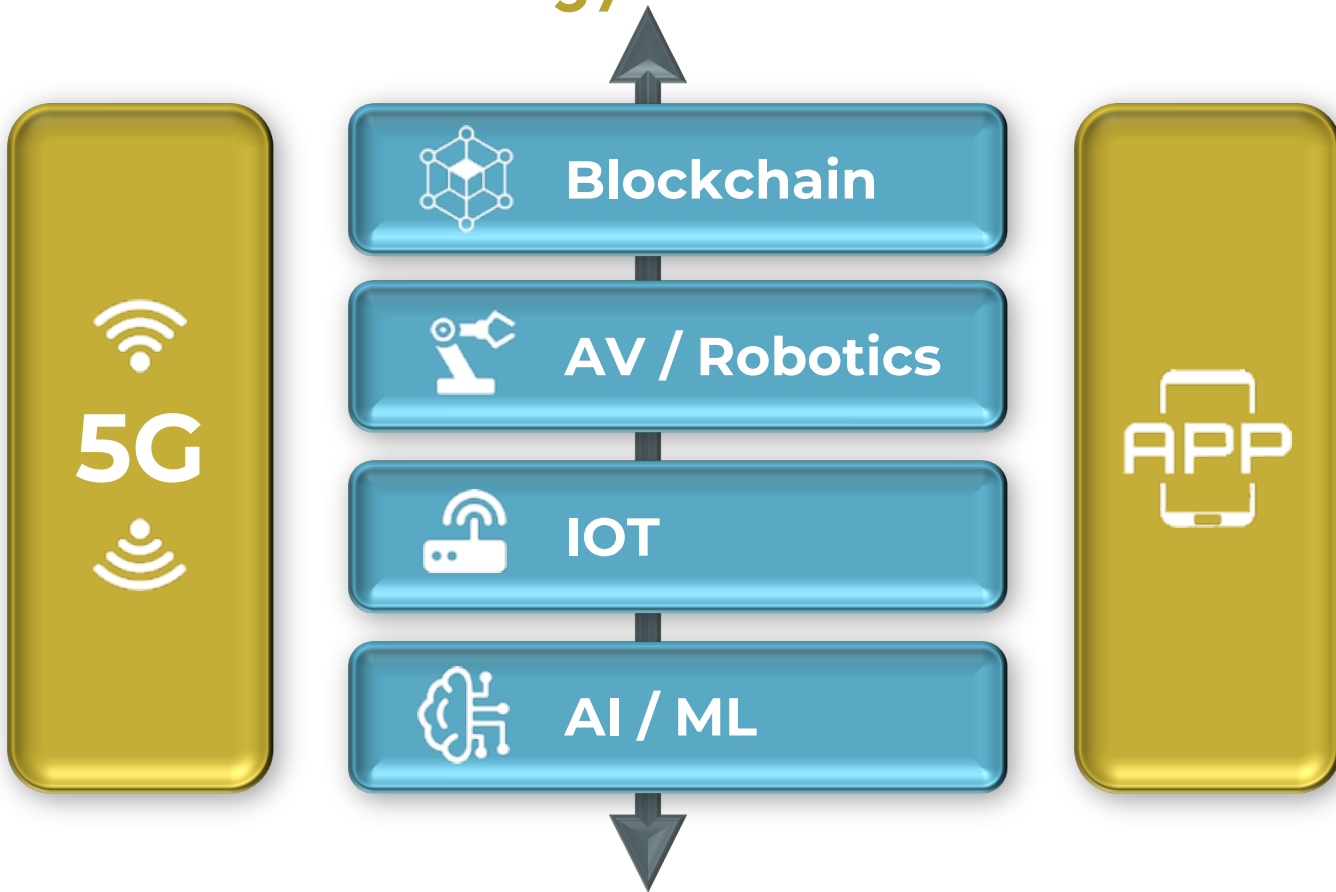 5G
Blockchain
AV / Robotics
IOT
AI / ML
APP